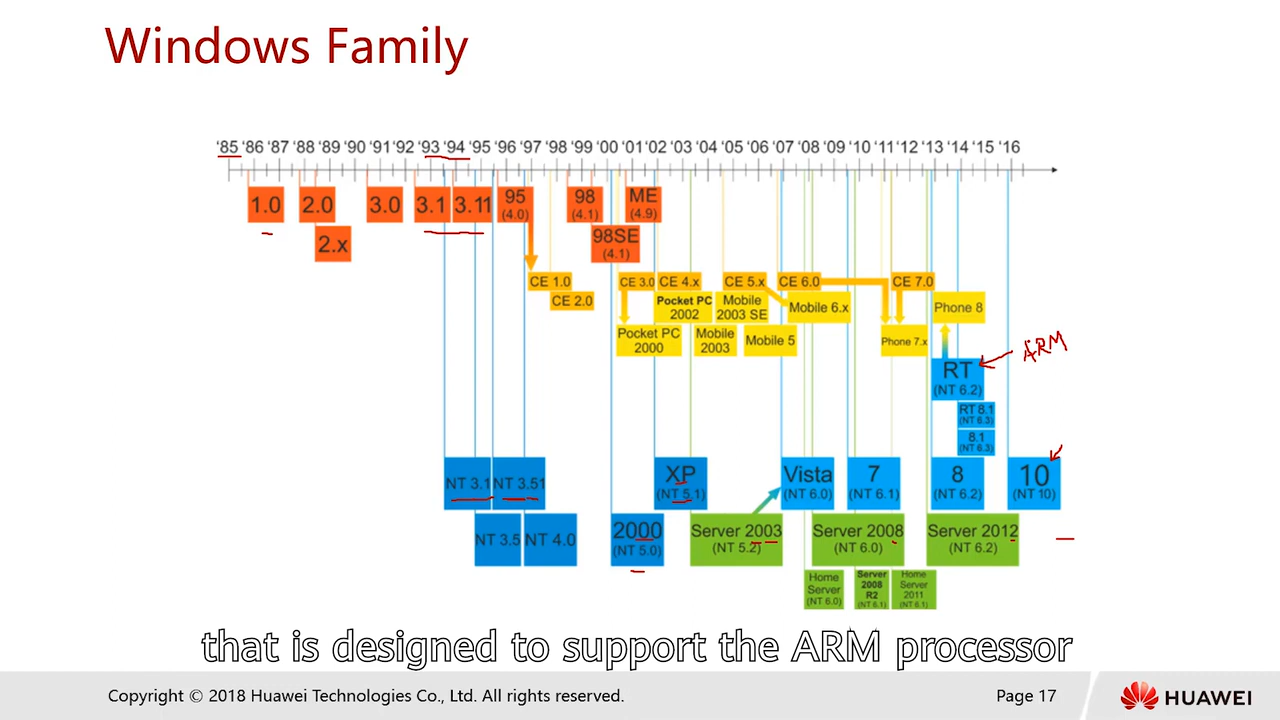 Windows Family
'85 '86 '87 '88 '89 '90 '91 '92 '93 '94 '95 '96 '97 '98 '99 '00 '01 '02 '03 '04 '05 '06 '07 '08 '09 '10 '11 '12 '13 '14 '15 '16
1.0
2.0
2.x
3.0
3.1
3.11
95
(4.0)
98
(4.1)
98SE
(4.1)
ME
(4.9)
CE 1.0
CE 2.0
CE 3.0
CE 4.x
CE 5.x
CE 6.0
CE 7.0
Pocket PC
2002
Mobile
2003 SE
Mobile 6.x
Phone 8
Pocket PC
2000
Mobile
2003
Mobile 5
Phone 7.x
ARM
RT
(NT 6.2)
RT 8.1
(NT 6.3)
8.1
(NT 6.3)
NT 3.1
NT 3.51
XP
(NT 5.1)
Vista
(NT 6.0)
7
(NT 6.1)
8
(NT 6.2)
10
(NT 10)
NT 3.5
NT 4.0
2000
(NT 5.0)
Server 2003
(NT 5.2)
Server 2008
(NT 6.0)
Server 2012
(NT 6.2)
Home
Server
(NT 6.0)
Server
2008
R2
(NT 6.1)
Home
Server
2011
(NT 6.1)
that is designed to support the ARM processor
Copyright © 2018 Huawei Technologies Co., Ltd. All rights reserved.
Page 17
HUAWEI